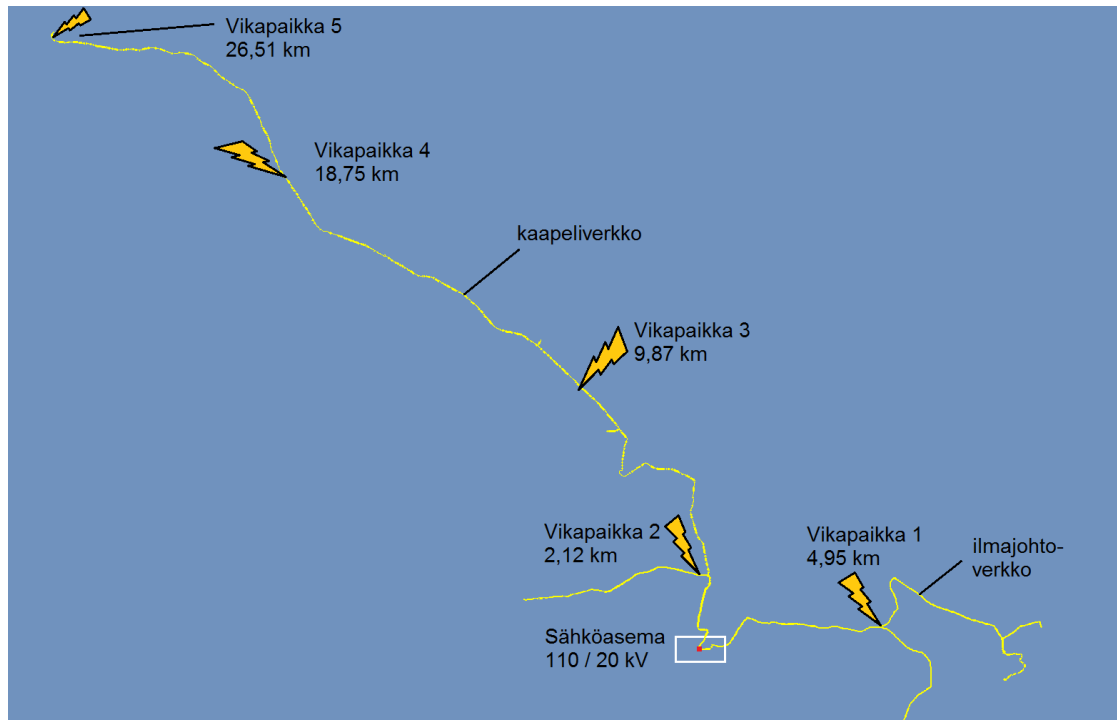 Vikapaikka 5
26,51 km
Vikapaikka 4
18,75 km
kaapeliverkko
Vikapaikka 3
9,87 km
Vikapaikka 2
2,12 km
Vikapaikka 1
4,95 km
ilmajohto-
verkko
Sähköasema
110 / 20 kV